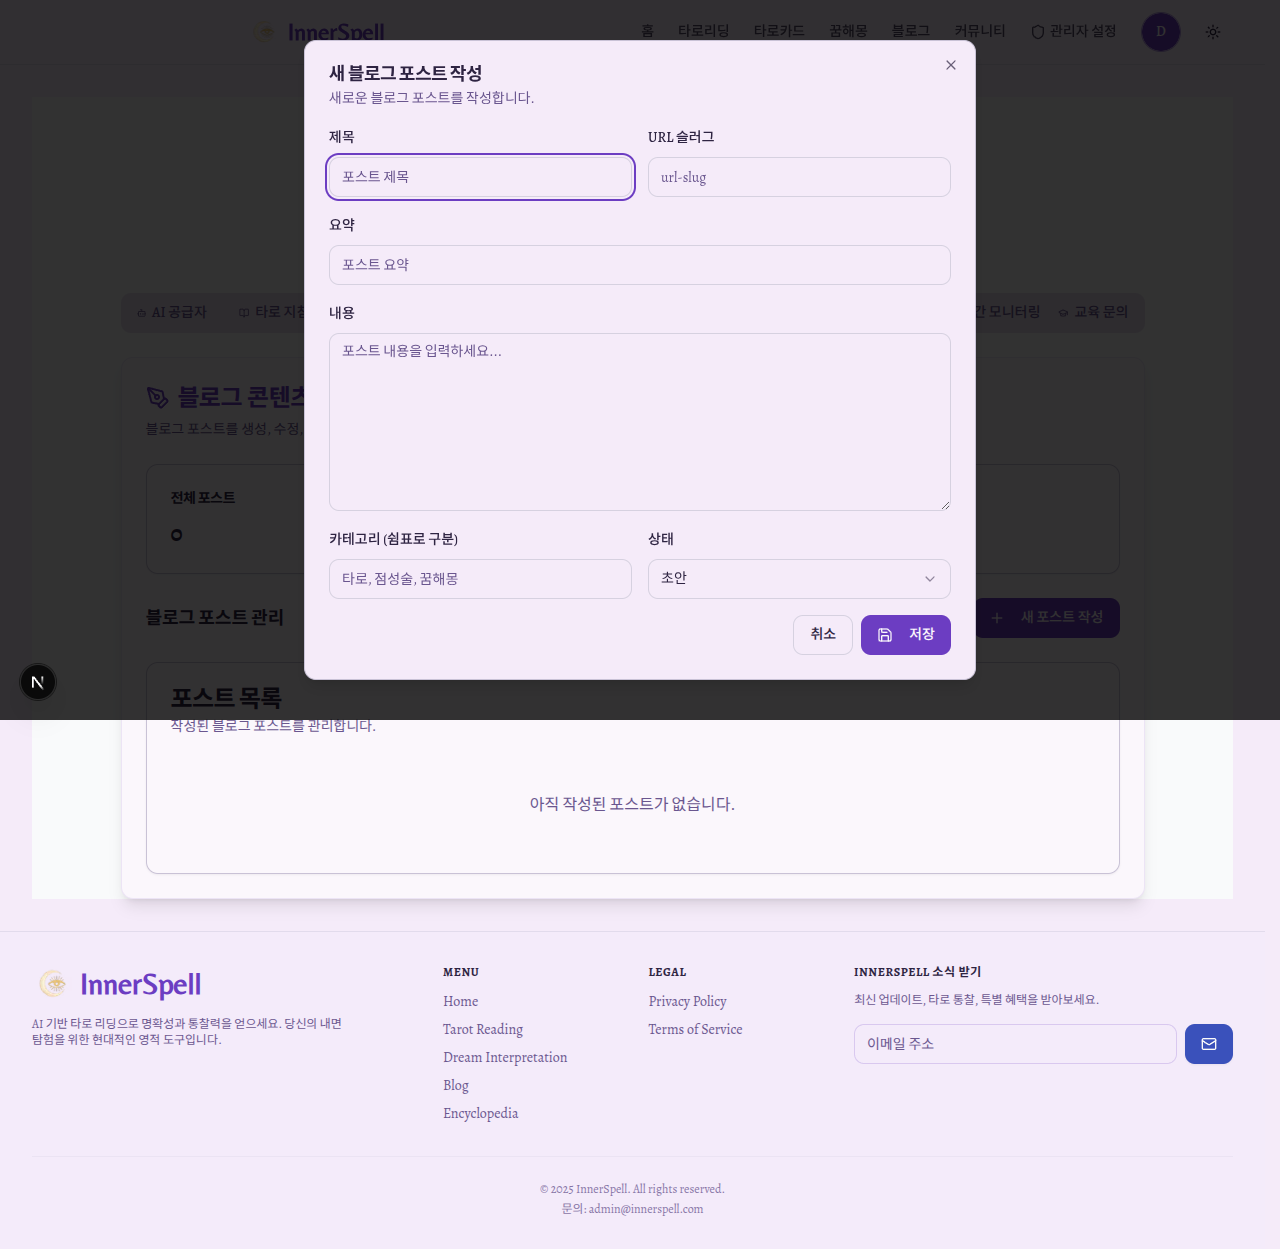 InnerSpell
홈 타로리딩 타로카드 꿈해몽 블로그 커뮤니티 관리자 설정 D
새 블로그 포스트 작성
새로운 블로그 포스트를 작성합니다.
제목 URL 슬러그
포스트 제목 url-slug
요약
포스트 요약
내용
포스트 내용을 입력하세요...
카테고리 (쉼표로 구분) 상태
타로, 점성술, 꿈해몽 초안
취소 저장
AI 공급자 타로 지침 모니터링 교육 문의
블로그 콘텐츠
블로그 포스트를 생성, 수정,
전체 포스트
0
블로그 포스트 관리 새 포스트 작성
포스트 목록
작성된 블로그 포스트를 관리합니다.
아직 작성된 포스트가 없습니다.
N
InnerSpell
AI 기반 타로 리딩으로 명확성과 통찰력을 얻으세요. 당신의 내면
탐험을 위한 현대적인 영적 도구입니다.
MENU
Home
Tarot Reading
Dream Interpretation
Blog
Encyclopedia
LEGAL
Privacy Policy
Terms of Service
INNERSPELL 소식 받기
최신 업데이트, 타로 통찰, 특별 혜택을 받아보세요.
이메일 주소
© 2025 InnerSpell. All rights reserved.
문의: admin@innerspell.com